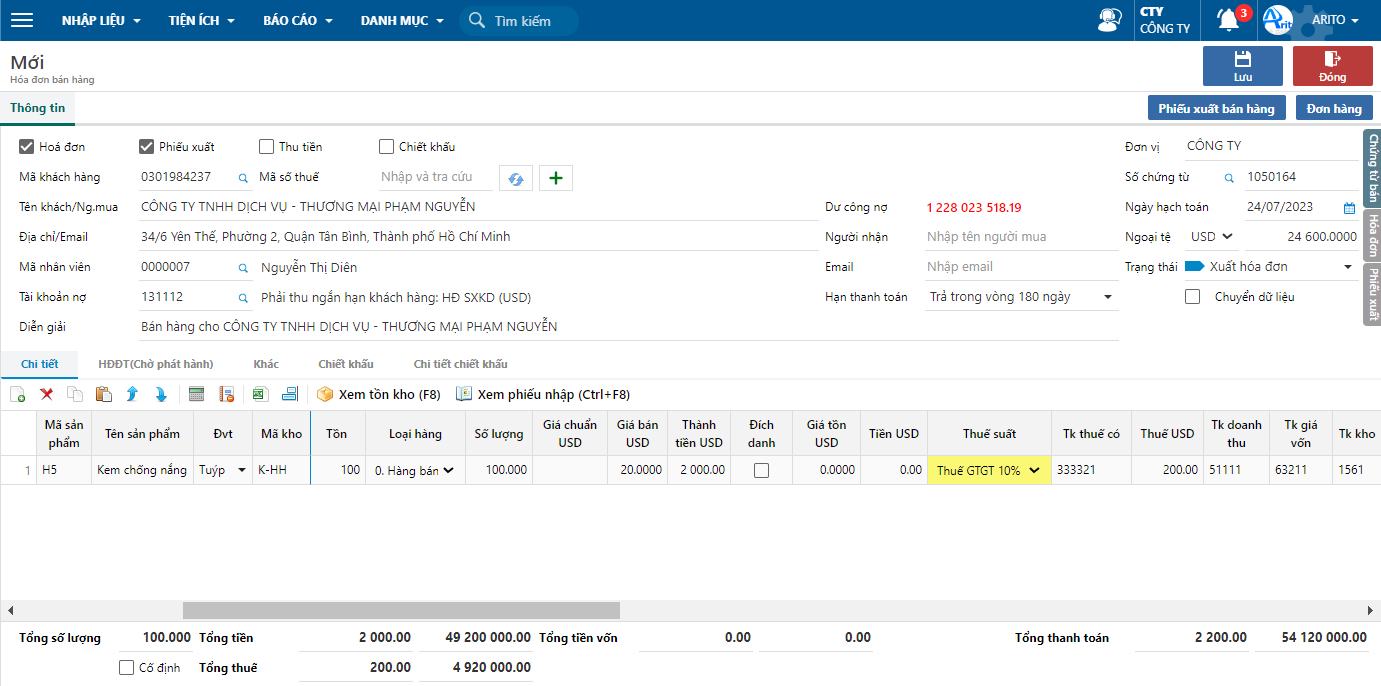 NHẬP LIỆU TIỆN ÍCH BÁO CÁO DANH MỤC Tìm kiếm CTY CÔNG TY 3 Arito ARITO
Mới
Hóa đơn bán hàng
Lưu Đóng
Thông tin Phiếu xuất bán hàng Đơn hàng
Hoá đơn Phiếu xuất Thu tiền Chiết khấu Đơn vị CÔNG TY
Mã khách hàng 0301984237 Mã số thuế Nhập và tra cứu Số chứng từ 1050164
Tên khách/Ng.mua CÔNG TY TNHH DỊCH VỤ - THƯƠNG MẠI PHẠM NGUYỄN Dư công nợ 1 228 023 518.19 Ngày hạch toán 24/07/2023
Địa chỉ/Email 34/6 Yên Thế, Phường 2, Quận Tân Bình, Thành phố Hồ Chí Minh Người nhận Nhập tên người mua Ngoại tệ USD 24 600.0000
Mã nhân viên 0000007 Nguyễn Thị Diên Email Nhập email Trạng thái Xuất hóa đơn
Tài khoản nợ 131112 Phải thu ngắn hạn khách hàng: HĐ SXKD (USD) Hạn thanh toán Trả trong vòng 180 ngày Chuyển dữ liệu
Diễn giải Bán hàng cho CÔNG TY TNHH DỊCH VỤ - THƯƠNG MẠI PHẠM NGUYỄN
Chứng từ bán
Hóa đơn
Phiếu xuất
Chi tiết HĐĐT(Chờ phát hành) Khác Chiết khấu Chi tiết chiết khấu
Xem tồn kho (F8) Xem phiếu nhập (Ctrl+F8)
Mã sản phẩm Tên sản phẩm Đvt Mã kho Tồn Loại hàng Số lượng Giá chuẩn USD Giá bán USD Thành tiền USD Đích danh Giá tồn USD Tiền USD Thuế suất Tk thuế có Thuế USD Tk doanh thu Tk giá vốn Tk kho
1 H5 Kem chống nắng Tuýp K-HH 100 0. Hàng bán 100.000 20.0000 2 000.00 0.0000 0.00 Thuế GTGT 10% 333321 200.00 51111 63211 1561
Tổng số lượng 100.000 Tổng tiền 2 000.00 49 200 000.00 Tổng tiền vốn 0.00 0.00 Tổng thanh toán 2 200.00 54 120 000.00
Cố định Tổng thuế 200.00 4 920 000.00